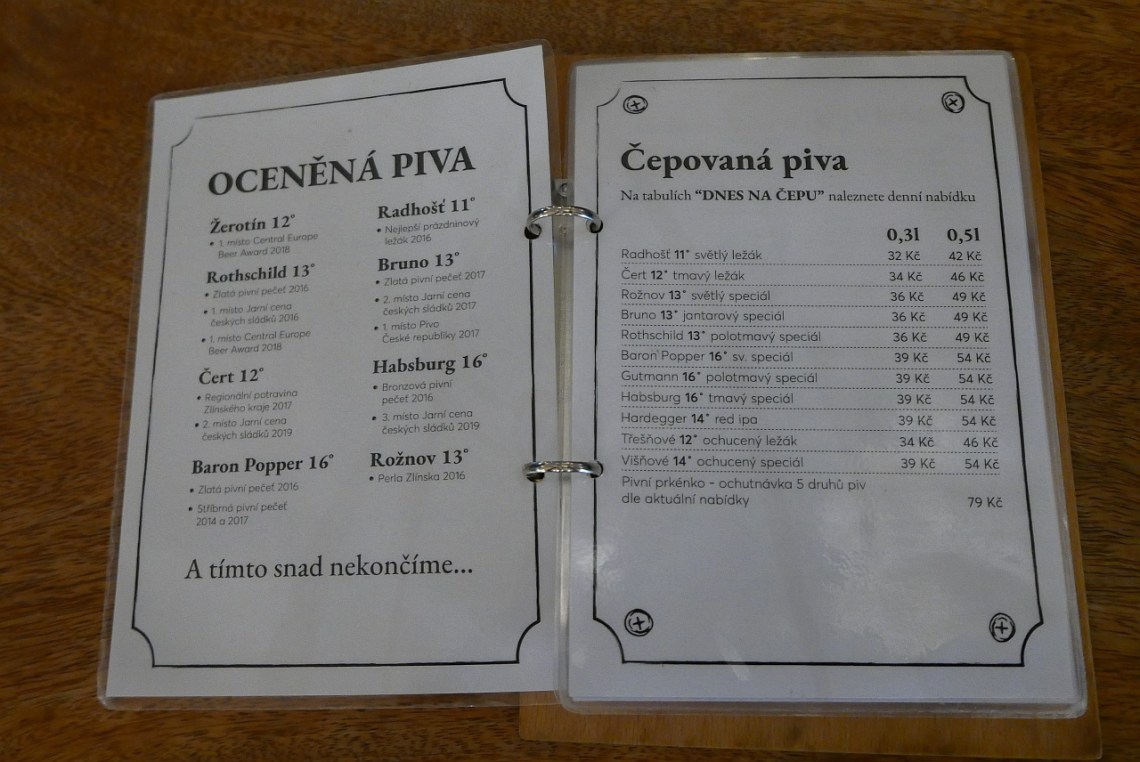 OCENĚNÁ PIVA
Žerotín 12°
• 1. místo Central Europe
Beer Award 2018
Rothschild 13°
• Zlatá pivní pečeť 2016
• 1. místo Jarní cena
českých sládků 2016
• 1. místo Central Europe
Beer Award 2018
Čert 12°
• Regionální potravina
Zlínského kraje 2017
• 2. místo Jarní cena
českých sládků 2019
Baron Popper 16°
• Zlatá pivní pečeť 2016
• Stříbrná pivní pečeť
2014 a 2017
Radhošť 11°
• Nejlepší prázdninový
ležák 2016
Bruno 13°
• Zlatá pivní pečeť 2017
• 2. místo Jarní cena
českých sládků 2017
• 1. místo Pivo
České republiky 2017
Habsburg 16°
• Bronzová pivní
pečeť 2016
• 3. místo Jarní cena
českých sládků 2019
Rožnov 13°
• Perla Zlínska 2016
A tímto snad nekončíme...
Čepovaná piva
Na tabulích “DNES NA ČEPU” naleznete denní nabídku
0,3l 0,5l
Radhošť 11° světlý ležák 32 Kč 42 Kč
Čert 12° tmavý ležák 34 Kč 46 Kč
Rožnov 13° světlý speciál 36 Kč 49 Kč
Bruno 13° jantarový speciál 36 Kč 49 Kč
Rothschild 13° polotmavý speciál 36 Kč 49 Kč
Baron Popper 16° sv. speciál 39 Kč 54 Kč
Gutmann 16° polotmavý speciál 39 Kč 54 Kč
Habsburg 16° tmavý speciál 39 Kč 54 Kč
Hardegger 14° red ipa 39 Kč 54 Kč
Třešňové 12° ochucený ležák 34 Kč 46 Kč
Višňové 14° ochucený speciál 39 Kč 54 Kč
Pivní prkénko - ochutnávka 5 druhů piv
dle aktuální nabídky 79 Kč